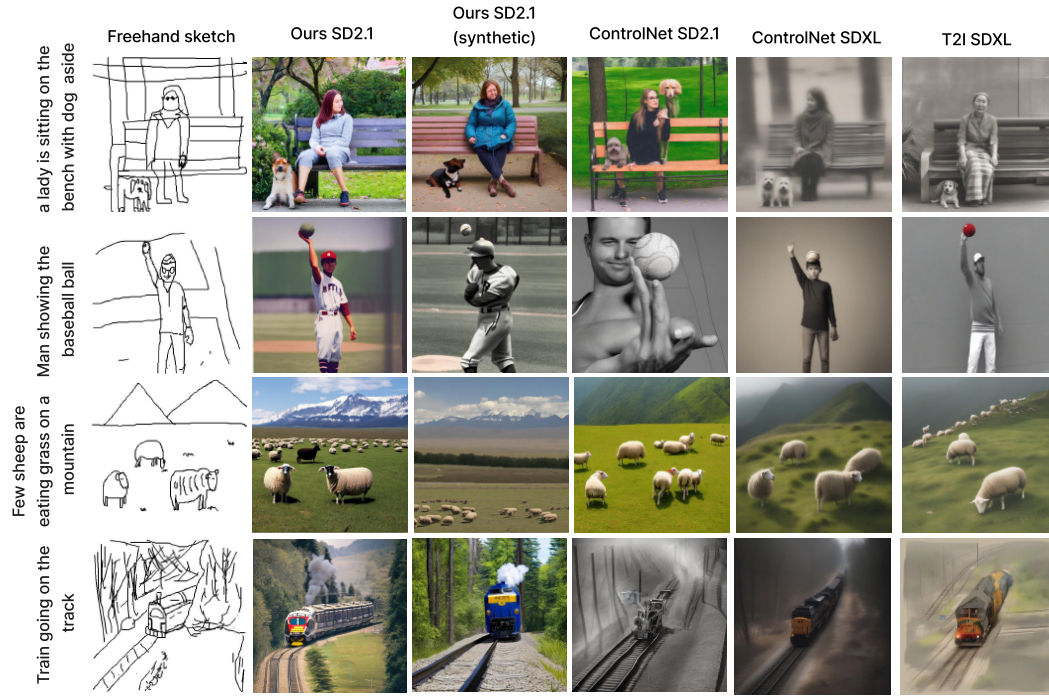 Freehand sketch
Ours SD2.1
Ours SD2.1
(synthetic)
ControlNet SD2.1
ControlNet SDXL
T2I SDXL
a lady is sitting on the
bench with dog aside
Man showing the
baseball ball
Few sheep are
eating grass on a
mountain
Train going on the
track